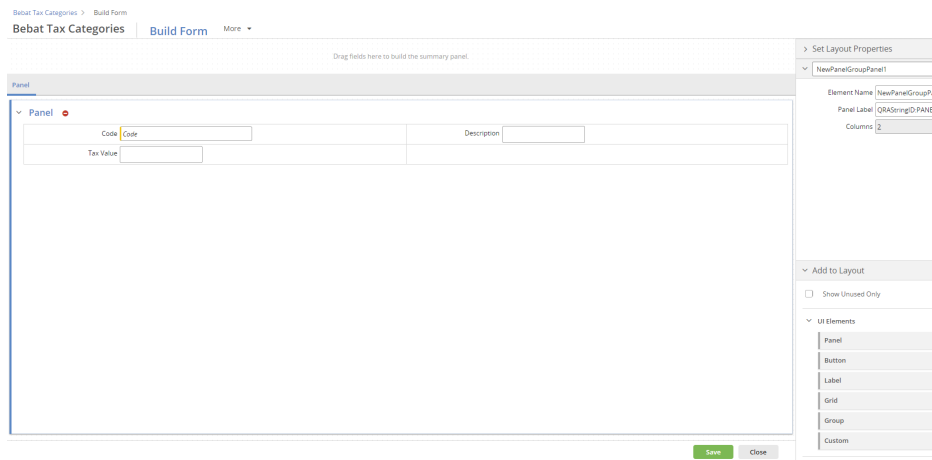 Bebat Tax Categories > Build Form
Bebat Tax Categories Build Form More
Drag fields here to build the summary panel.
Panel
Panel
Code Code Description
Tax Value
Save Close
Set Layout Properties
NewPanelGroupPanel1
Element Name NewPanelGroupPa
Panel Label QRAStringID:PANE
Columns 2
Add to Layout
Show Unused Only
UI Elements
Panel
Button
Label
Grid
Group
Custom